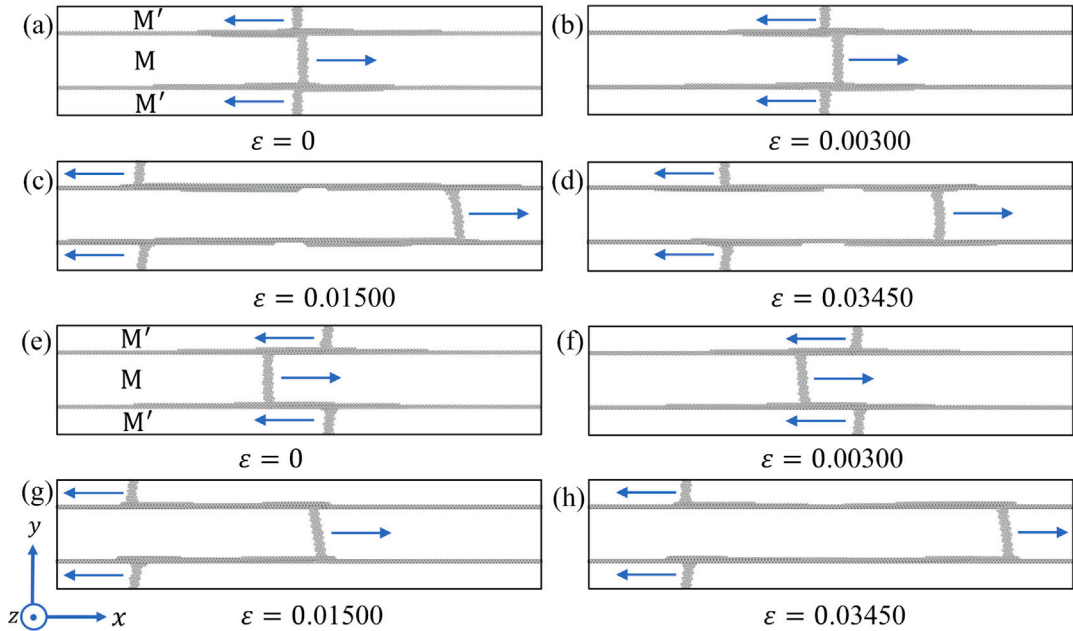 (a) M′
M
M′
ε = 0
(b)
ε = 0.00300
(c)
ε = 0.01500
(d)
ε = 0.03450
(e) M′
M
M′
ε = 0
(f)
ε = 0.00300
(g)
ε = 0.01500
(h)
ε = 0.03450
y
z x